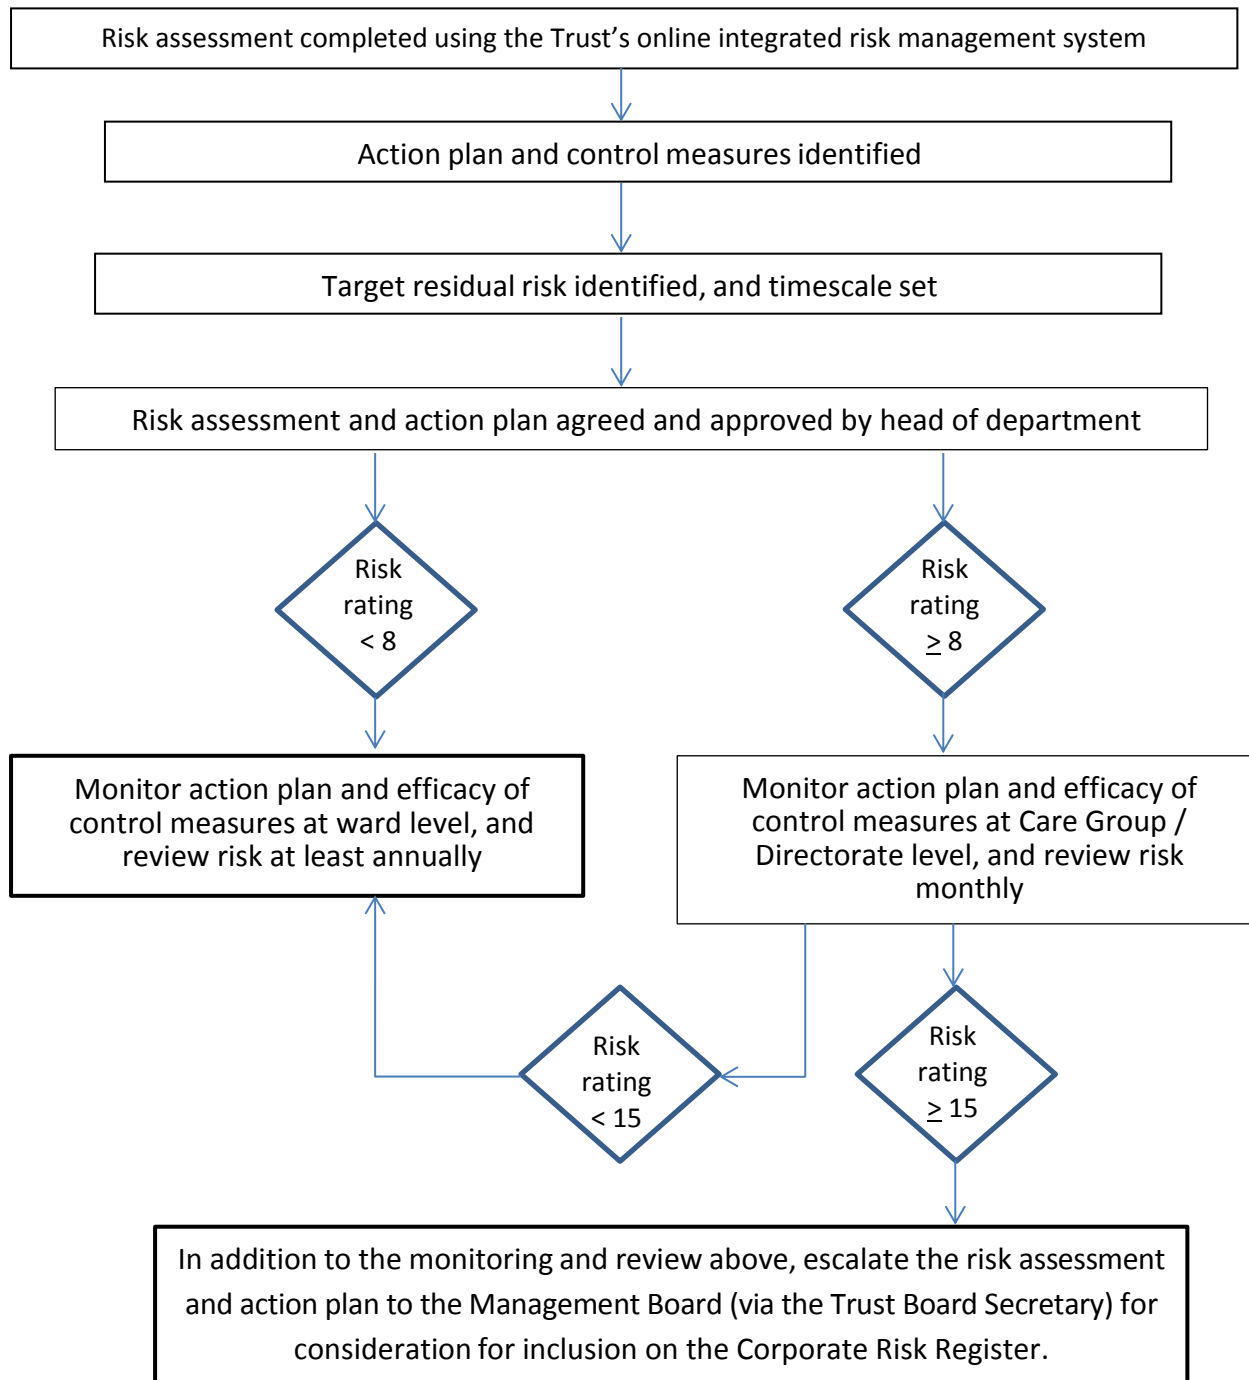 Risk assessment completed using the Trust’s online integrated risk management system
Action plan and control measures identified
Target residual risk identified, and timescale set
Risk assessment and action plan agreed and approved by head of department
Risk
rating
< 8
Risk
rating
≥ 8
Monitor action plan and efficacy of
control measures at ward level, and
review risk at least annually
Monitor action plan and efficacy of
control measures at Care Group /
Directorate level, and review risk
monthly
Risk
rating
< 15
Risk
rating
≥ 15
In addition to the monitoring and review above, escalate the risk assessment
and action plan to the Management Board (via the Trust Board Secretary) for
consideration for inclusion on the Corporate Risk Register.